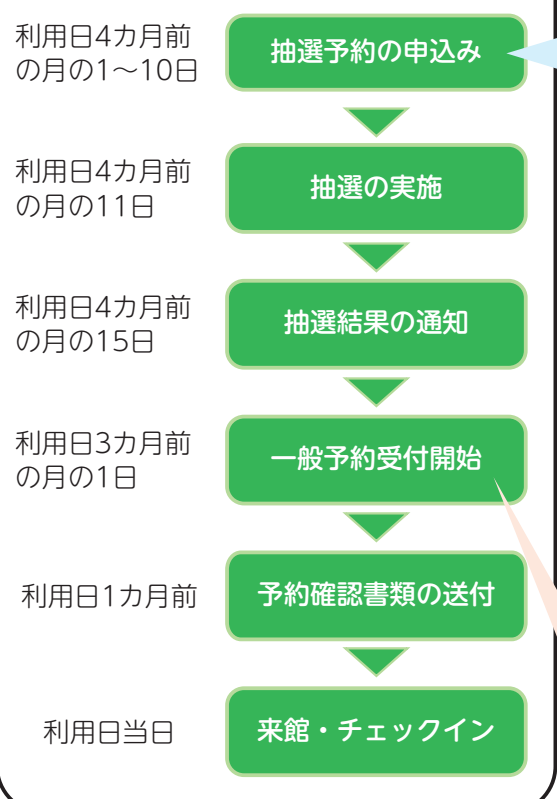 利用日4カ月前
の月の1～10日
抽選予約の申込み
利用日4カ月前
の月の11日
抽選の実施
利用日4カ月前
の月の15日
抽選結果の通知
利用日3カ月前
の月の1日
一般予約受付開始
利用日1カ月前
予約確認書類の送付
利用日当日
来館・チェックイン